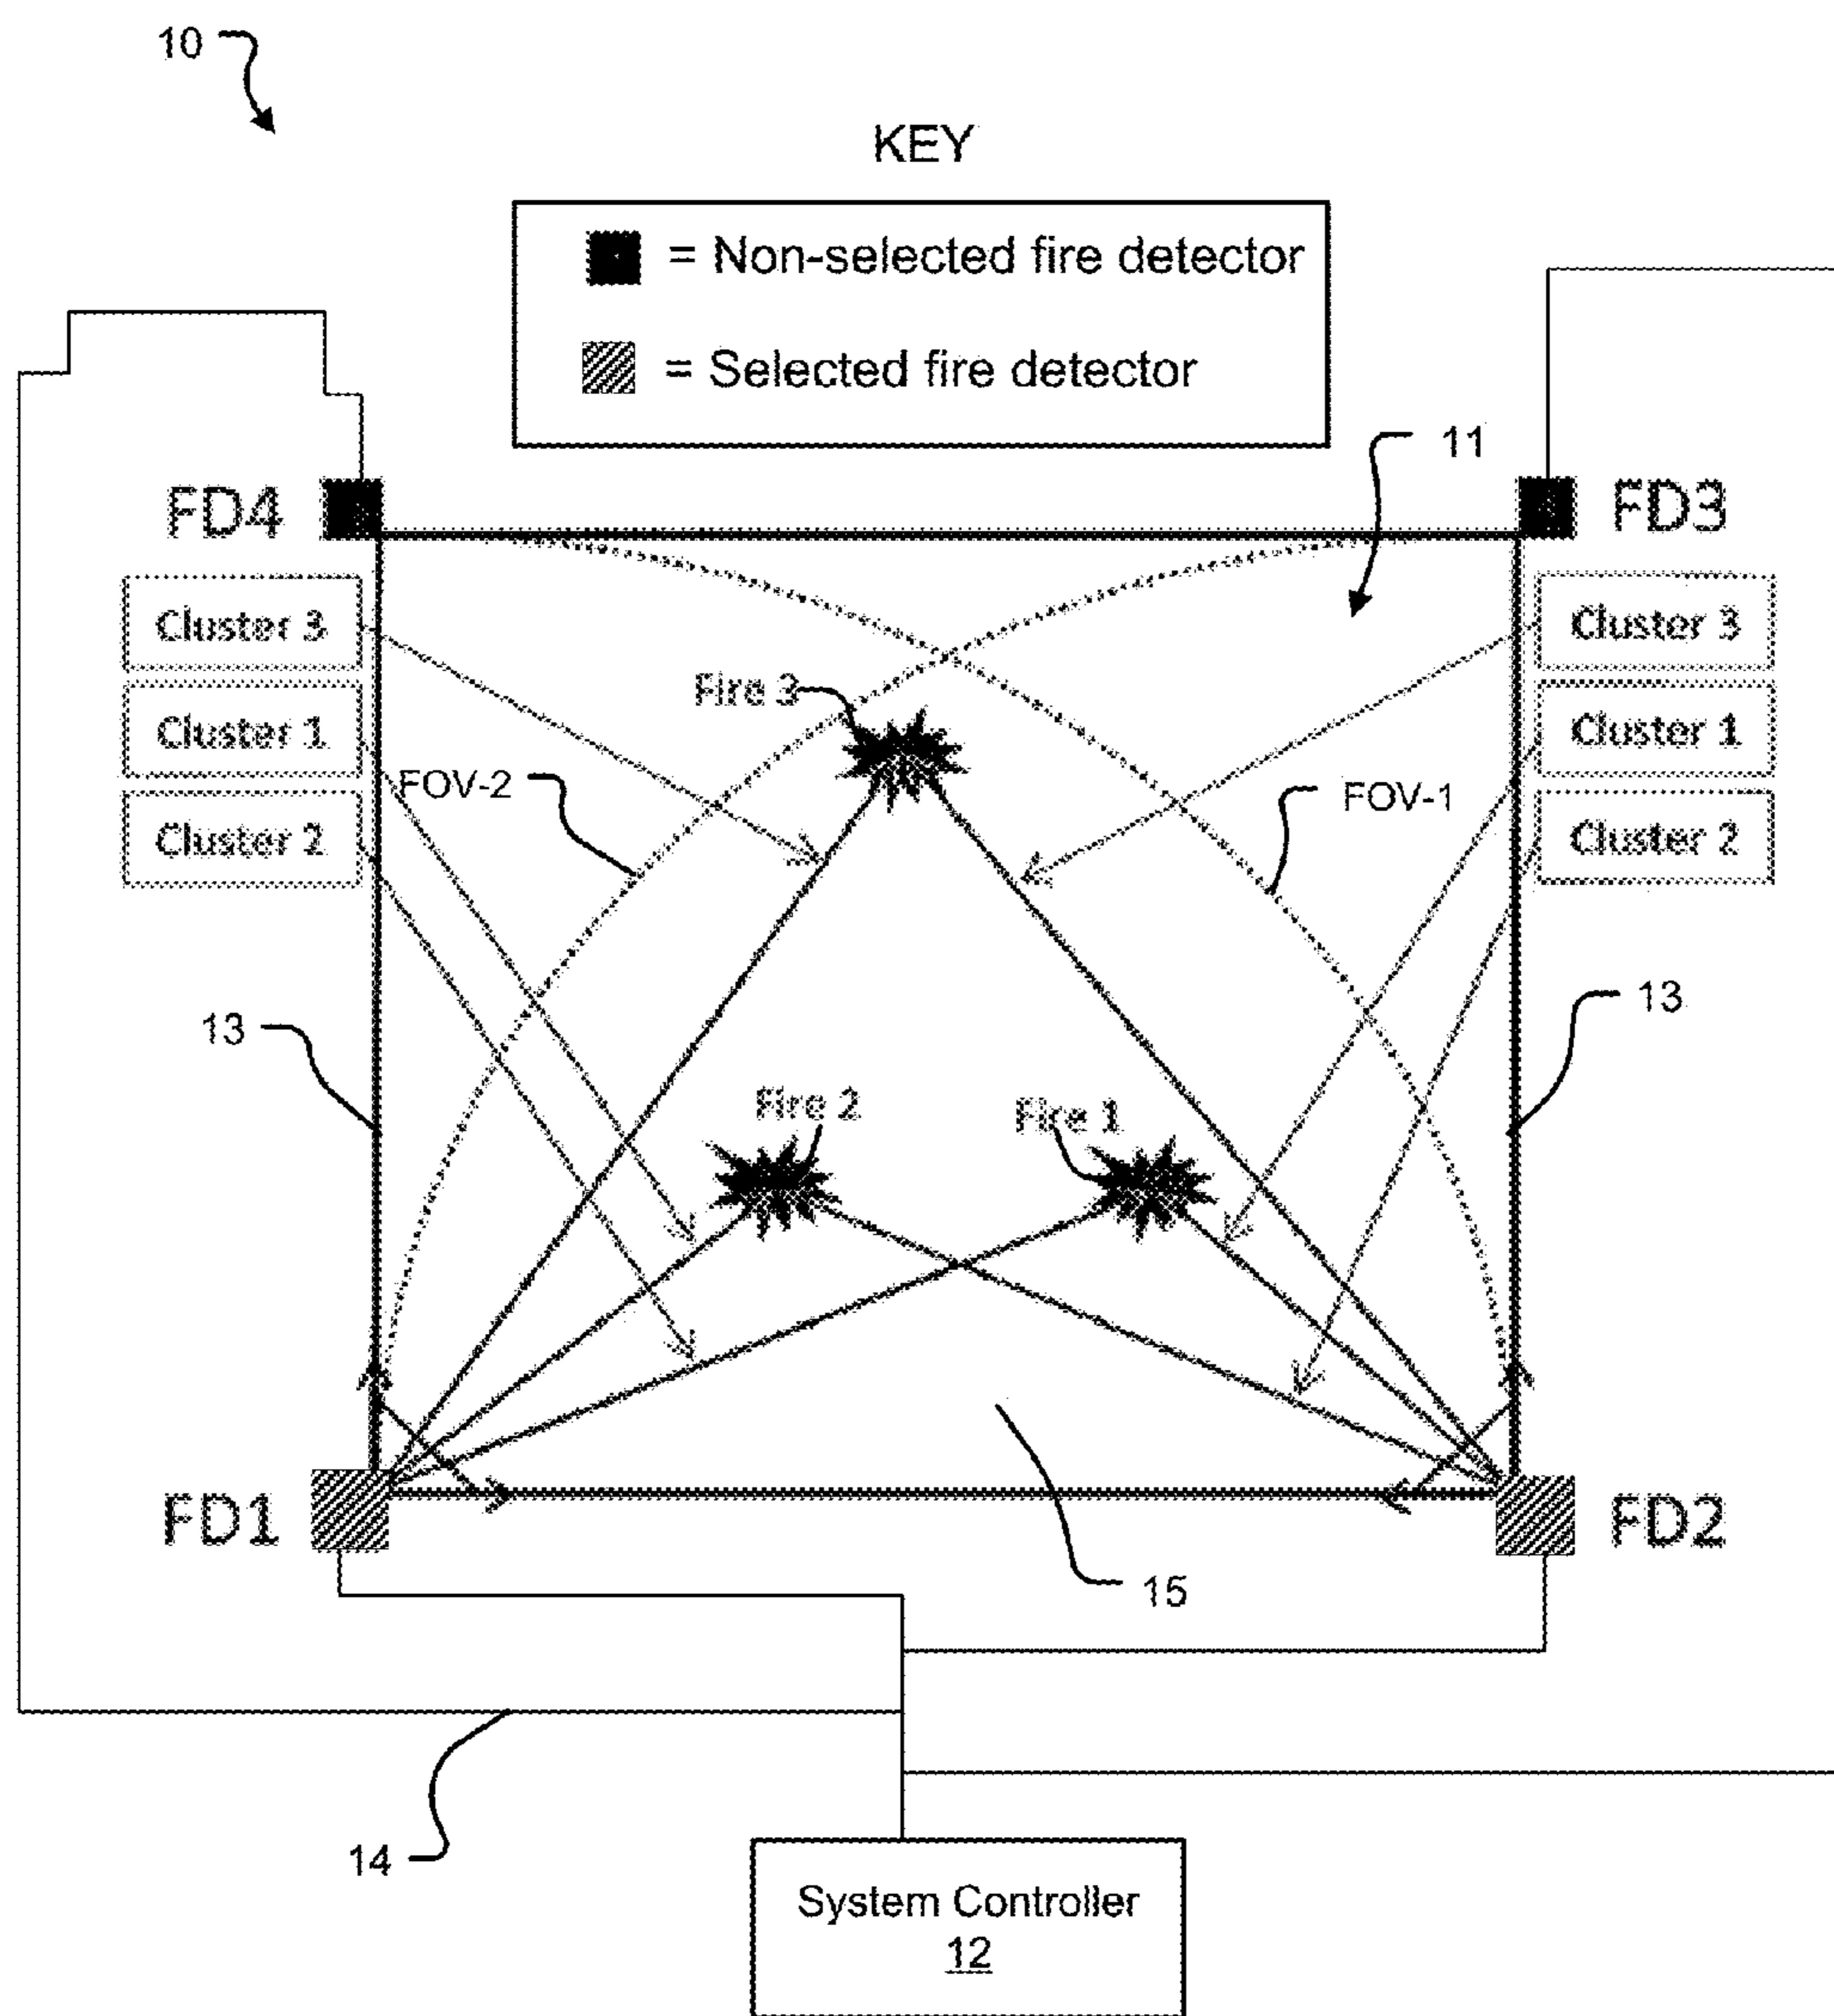 10
KEY
= Non-selected fire detector
= Selected fire detector
11
FD4
FD3
Cluster 3
Cluster 3
Fire 3
Cluster 1
Cluster 1
FOV-2
FOV-1
Cluster 2
Cluster 2
13
13
Fire 2
Fire 1
FD1
FD2
15
14
System Controller
12